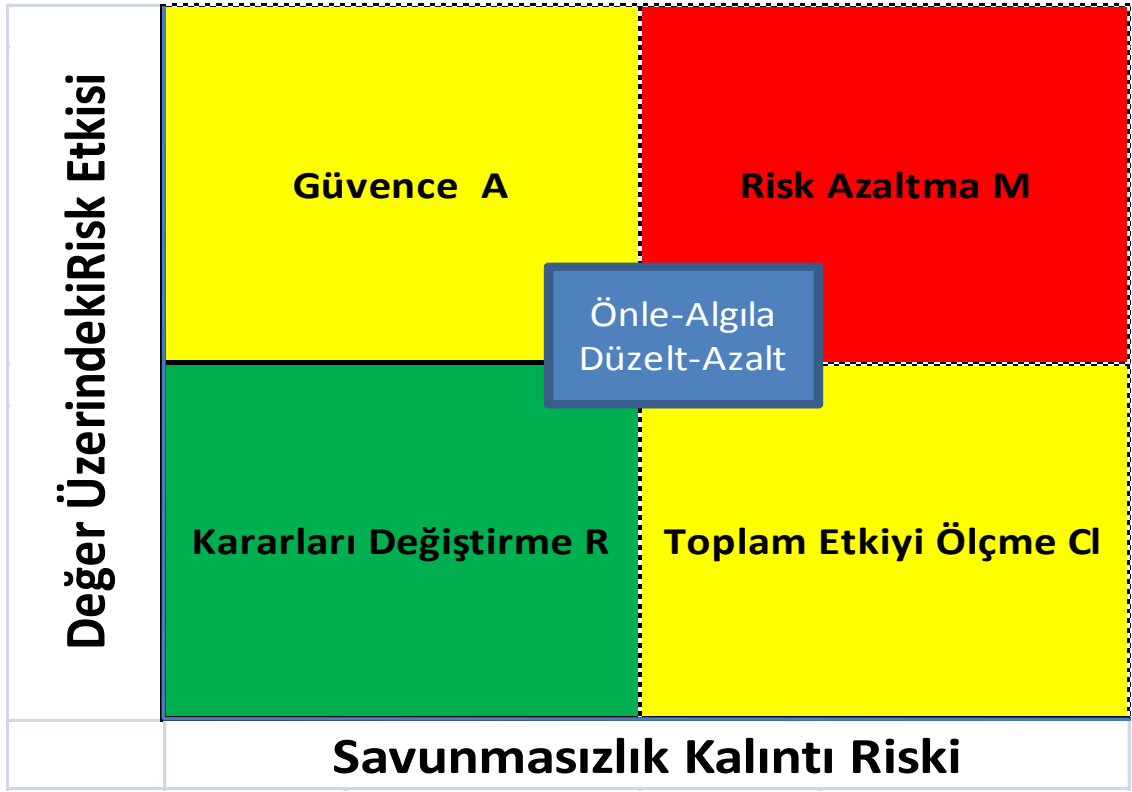 Değer ÜzerindekiRisk Etkisi
Güvence  A
Risk Azaltma M
Önle-Algıla
Düzelt-Azalt
Kararları Değiştirme R
Toplam Etkiyi Ölçme Cl
Savunmasızlık Kalıntı Riski